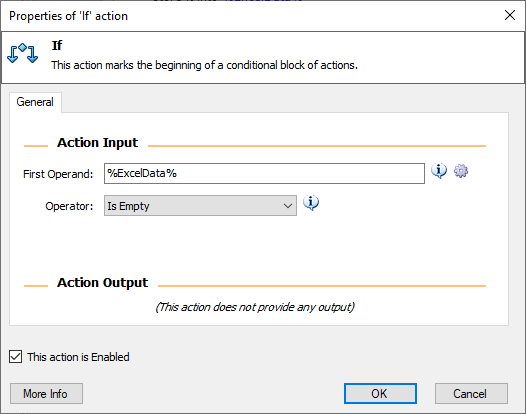 Properties of 'If' action
If
This action marks the beginning of a conditional block of actions.
General
Action Input
First Operand: %ExcelData%
Operator: Is Empty
Action Output
(This action does not provide any output)
This action is Enabled
More Info OK Cancel